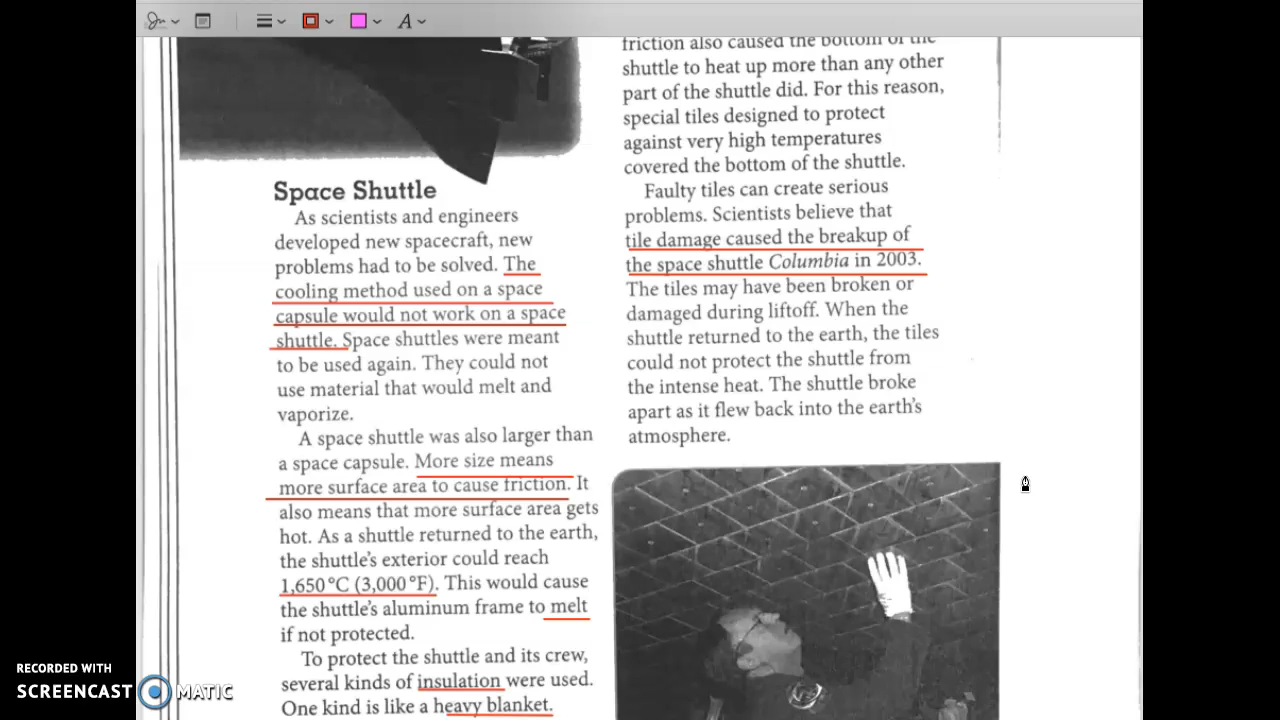 Space Shuttle
As scientists and engineers
developed new spacecraft, new
problems had to be solved. The
cooling method used on a space
capsule would not work on a space
shuttle. Space shuttles were meant
to be used again. They could not
use material that would melt and
vaporize.
A space shuttle was also larger than
a space capsule. More size means
more surface area to cause friction. It
also means that more surface area gets
hot. As a shuttle returned to the earth,
the shuttle's exterior could reach
1,650 °C (3,000 °F). This would cause
the shuttle's aluminum frame to melt
if not protected.
To protect the shuttle and its crew,
several kinds of insulation were used.
One kind is like a heavy blanket.
friction also caused the bottom of the
shuttle to heat up more than any other
part of the shuttle did. For this reason,
special tiles designed to protect
against very high temperatures
covered the bottom of the shuttle.
Faulty tiles can create serious
problems. Scientists believe that
tile damage caused the breakup of
the space shuttle Columbia in 2003.
The tiles may have been broken or
damaged during liftoff. When the
shuttle returned to the earth, the tiles
could not protect the shuttle from
the intense heat. The shuttle broke
apart as it flew back into the earth's
atmosphere.
RECORDED WITH
SCREENCAST MATIC